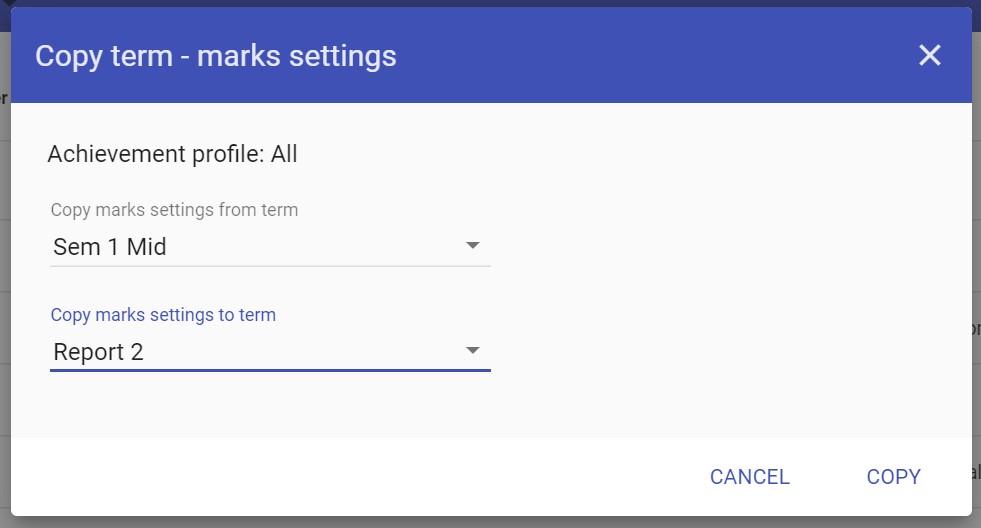 Copy term - marks settings
Achievement profile: All
Copy marks settings from term
Sem 1 Mid
Copy marks settings to term
Report 2
CANCEL COPY